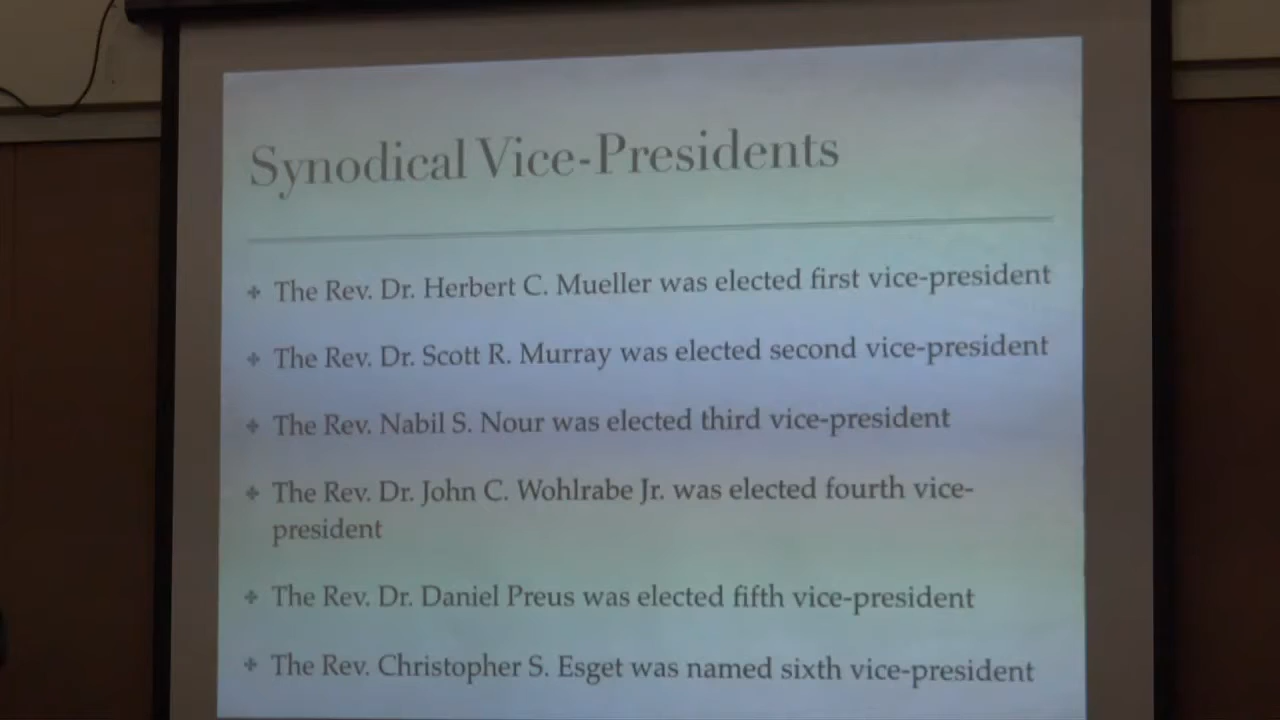 Synodical Vice-Presidents
The Rev. Dr. Herbert C. Mueller was elected first vice-president
The Rev. Dr. Scott R. Murray was elected second vice-president
The Rev. Nabil S. Nour was elected third vice-president
The Rev. Dr. John C. Wohlrabe Jr. was elected fourth vice-
president
The Rev. Dr. Daniel Preus was elected fifth vice-president
The Rev. Christopher S. Esget was named sixth vice-president